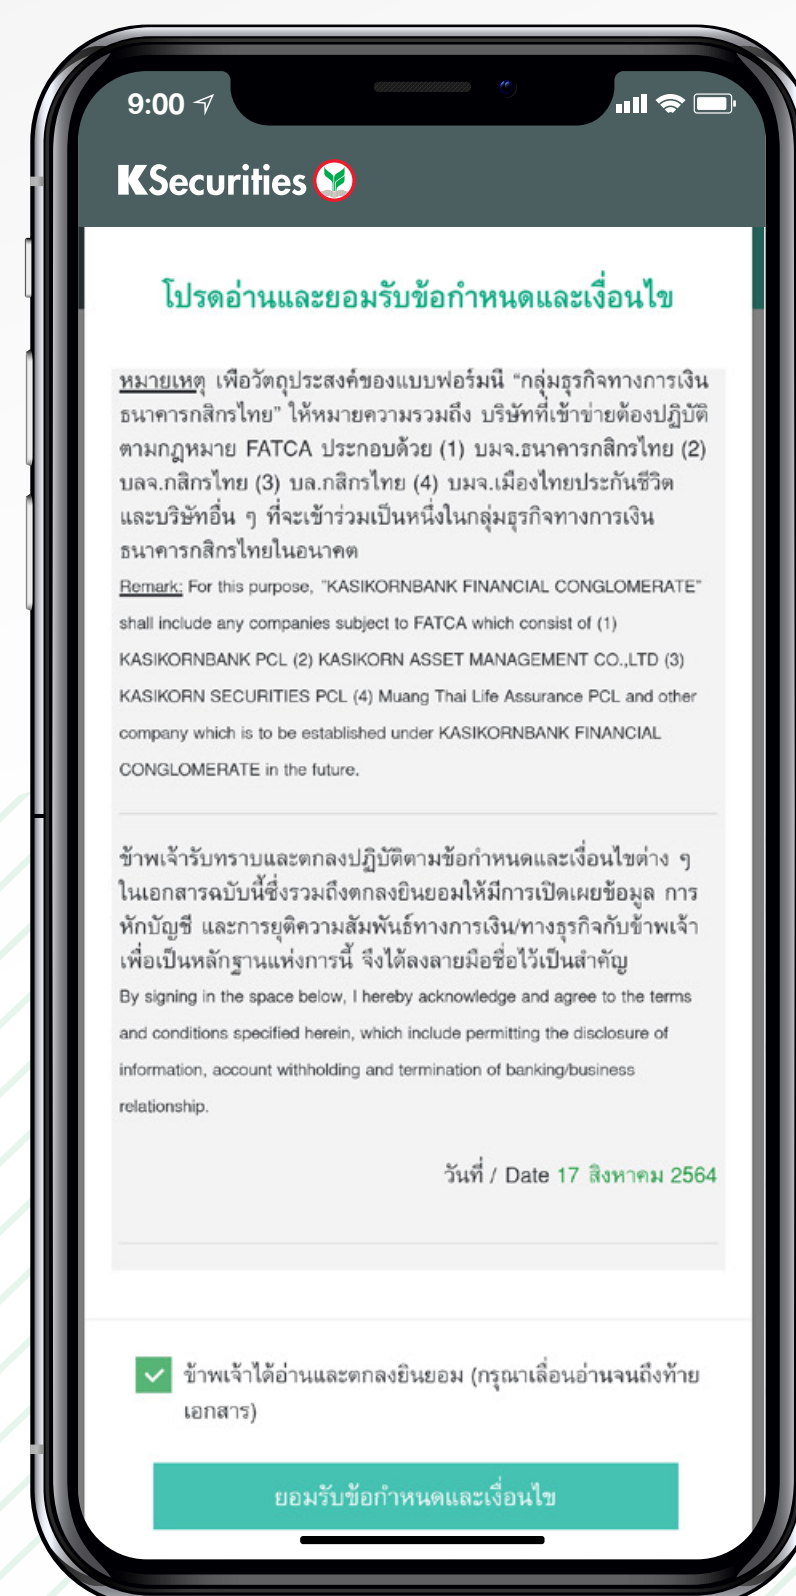 9:00
KSecurities
โปรดอ่านและยอมรับข้อกำหนดและเงื่อนไข
หมายเหตุ เพื่อวัตถุประสงค์ของแบบฟอร์มนี้ “กลุ่มธุรกิจทางการเงิน
ธนาคารกสิกรไทย” ให้หมายความรวมถึง บริษัทที่เข้าข่ายต้องปฏิบัติ
ตามกฎหมาย FATCA ประกอบด้วย (1) บมจ.ธนาคารกสิกรไทย (2)
บลจ.กสิกรไทย (3) บล.กสิกรไทย (4) บมจ.เมืองไทยประกันชีวิต
และบริษัทอื่น ๆ ที่จะเข้าร่วมเป็นหนึ่งในกลุ่มธุรกิจทางการเงิน
ธนาคารกสิกรไทยในอนาคต
Remark: For this purpose, "KASIKORNBANK FINANCIAL CONGLOMERATE"
shall include any companies subject to FATCA which consist of (1)
KASIKORNBANK PCL (2) KASIKORN ASSET MANAGEMENT CO.,LTD (3)
KASIKORN SECURITIES PCL (4) Muang Thai Life Assurance PCL and other
company which is to be established under KASIKORNBANK FINANCIAL
CONGLOMERATE in the future.
ข้าพเจ้ารับทราบและตกลงปฏิบัติตามข้อกำหนดและเงื่อนไขต่าง ๆ
ในเอกสารฉบับนี้ซึ่งรวมถึงตกลงยินยอมให้มีการเปิดเผยข้อมูล การ
หักบัญชี และการยุติความสัมพันธ์ทางการเงิน/ทางธุรกิจกับข้าพเจ้า
เพื่อเป็นหลักฐานแห่งการนี้ จึงได้ลงลายมือชื่อไว้เป็นสำคัญ
By signing in the space below, I hereby acknowledge and agree to the terms
and conditions specified herein, which include permitting the disclosure of
information, account withholding and termination of banking/business
relationship.
วันที่ / Date 17 สิงหาคม 2564
ข้าพเจ้าได้อ่านและตกลงยินยอม (กรุณาเลื่อนอ่านจนถึงท้าย
เอกสาร)
ยอมรับข้อกำหนดและเงื่อนไข